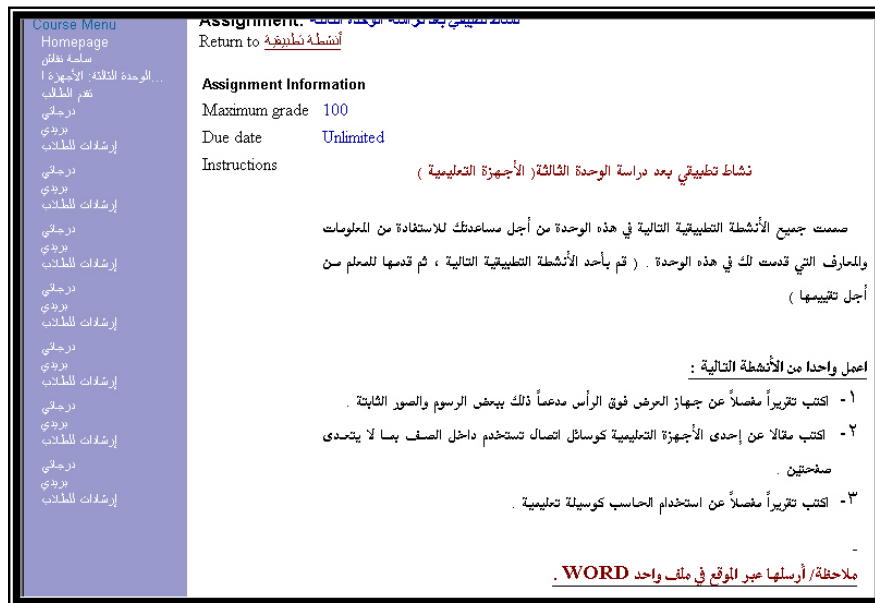 Course Menu
Homepage
ساحة نقاش
...الوحدة الثالثة: الأجهزة ا
تقدم الطالب
درجاتي
بريدي
إرشادات للطلاب
درجاتي
بريدي
إرشادات للطلاب
درجاتي
بريدي
إرشادات للطلاب
درجاتي
بريدي
إرشادات للطلاب
درجاتي
بريدي
إرشادات للطلاب
درجاتي
بريدي
إرشادات للطلاب
درجاتي
بريدي
إرشادات للطلاب
Assignment: نشاط تطبيقي بعد دراسة الوحدة الثالثة
Return to أنشطة تطبيقية
Assignment Information
Maximum grade 100
Due date Unlimited
Instructions
نشاط تطبيقي بعد دراسة الوحدة الثالثة( الأجهزة التعليمية )
صممت جميع الأنشطة التطبيقية التالية في هذه الوحدة من أجل مساعدتك للاستفادة من المعلومات
والمعارف التي قدمت لك في هذه الوحدة . ( قم بأحد الأنشطة التطبيقية التالية ، ثم قدمها للمعلم من
أجل تقييمها )
اعمل واحدا من الأنشطة التالية :
١- اكتب تقريراً مفصلاً عن جهاز العرض فوق الرأس مدعماً ذلك ببعض الرسوم والصور الثابتة .
٢- اكتب مقالا عن إحدى الأجهزة التعليمية كوسائل اتصال تستخدم داخل الصف بما لا يتعدى
صفحتين .
٣- اكتب تقريراً مفصلاً عن استخدام الحاسب كوسيلة تعليمية .
-
ملاحظة/ أرسلها عبر الموقع في ملف واحد WORD .